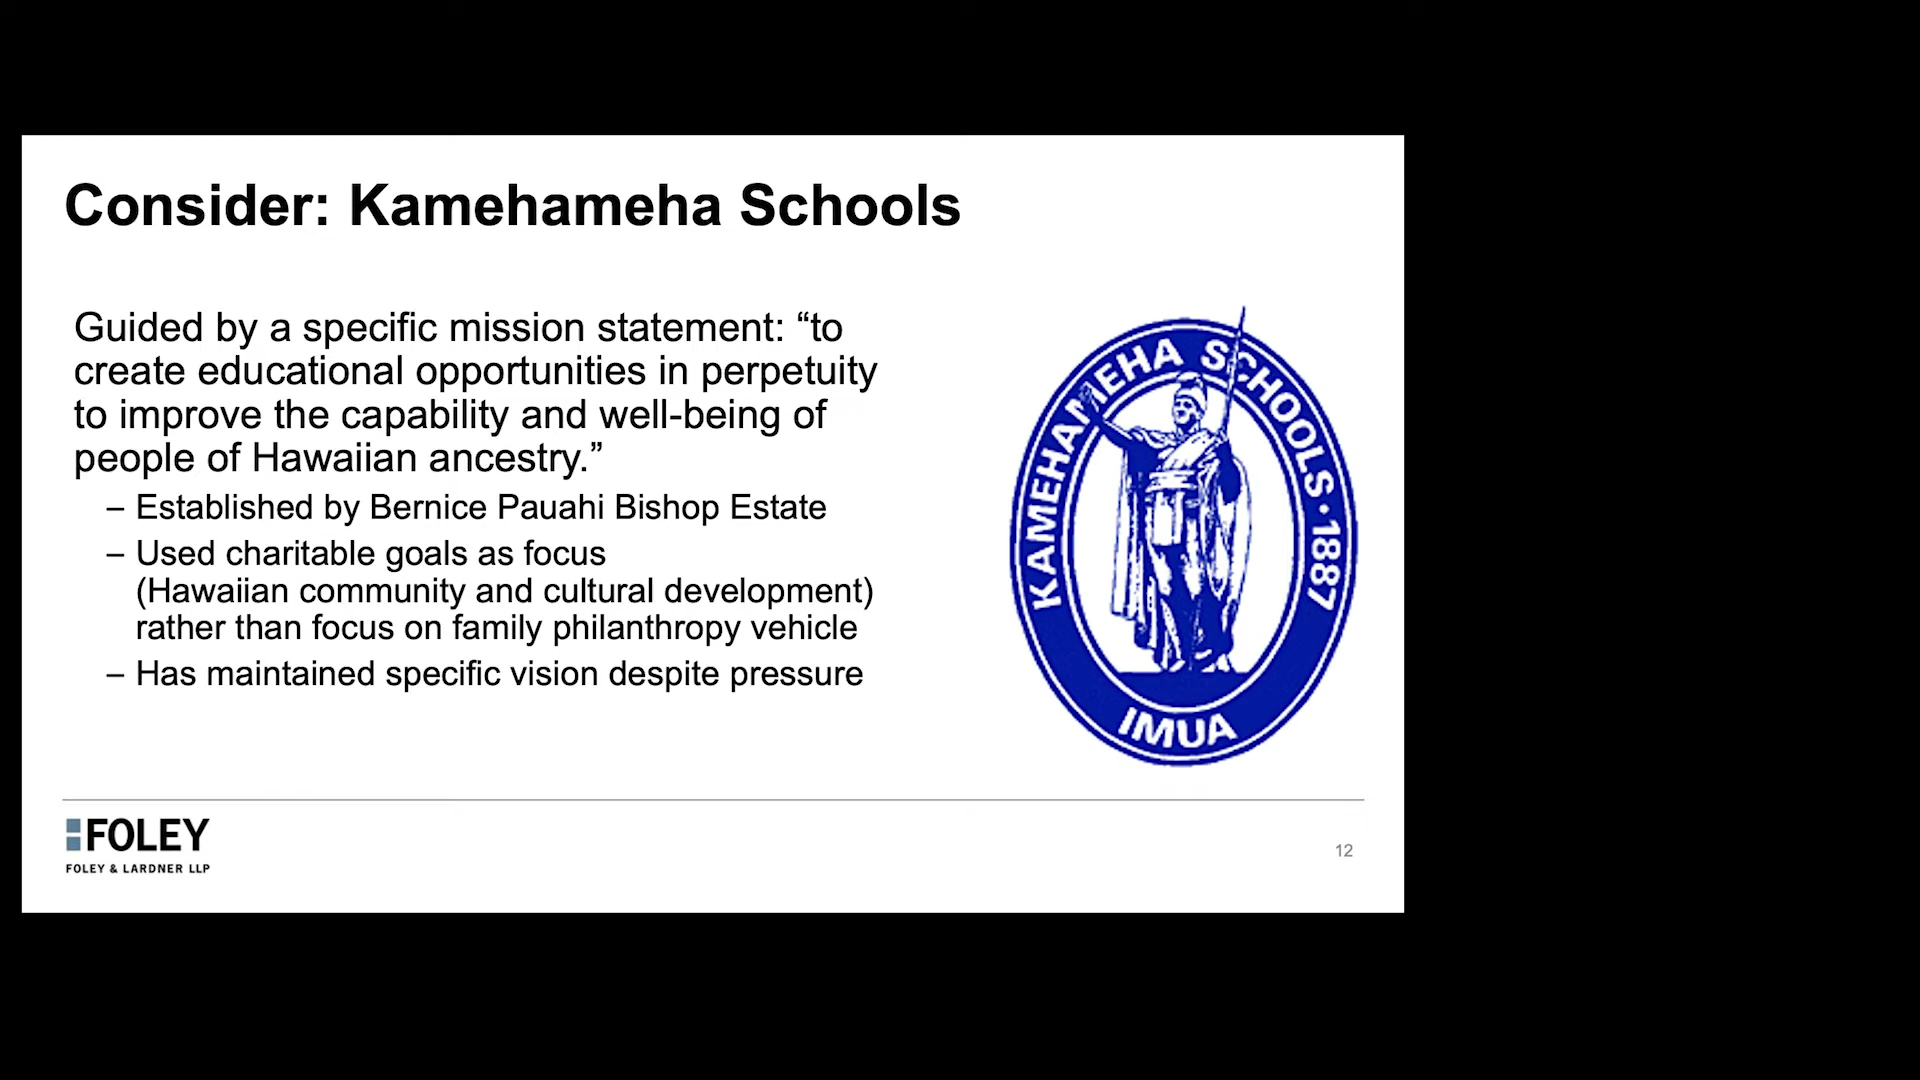 Consider: Kamehameha Schools
Guided by a specific mission statement: “to
create educational opportunities in perpetuity
to improve the capability and well-being of
people of Hawaiian ancestry.”
– Established by Bernice Pauahi Bishop Estate
– Used charitable goals as focus
(Hawaiian community and cultural development)
rather than focus on family philanthropy vehicle
– Has maintained specific vision despite pressure
KAMEHAMEHA SCHOOLS · 1887
IMUA
FOLEY
FOLEY & LARDNER LLP
12